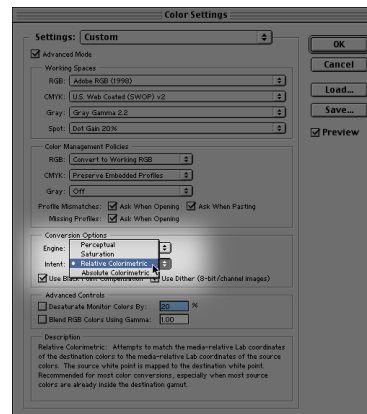 Color Settings
Settings: Custom
OK
Advanced Mode
Cancel
Working Spaces
RGB: Adobe RGB (1998)
Load...
CMYK: U.S. Web Coated (SWOP) v2
Save...
Gray: Gray Gamma 2.2
Preview
Spot: Dot Gain 20%
Color Management Policies
RGB: Convert to Working RGB
CMYK: Preserve Embedded Profiles
Gray: Off
Profile Mismatches: Ask When Opening Ask When Pasting
Missing Profiles: Ask When Opening
Conversion Options
Engine:
Perceptual
Saturation
Intent: Relative Colorimetric
Absolute Colorimetric
Use Black Point Compensation Use Dither (8-bit/channel images)
Advanced Controls
Desaturate Monitor Colors By: 20 %
Blend RGB Colors Using Gamma: 1.00
Description
Relative Colorimetric: Attempts to match the media-relative Lab coordinates
of the destination colors to the media-relative Lab coordinates of the source
colors. The source white point is mapped to the destination white point.
Recommended for most color conversions, especially when most source
colors are already inside the destination gamut.